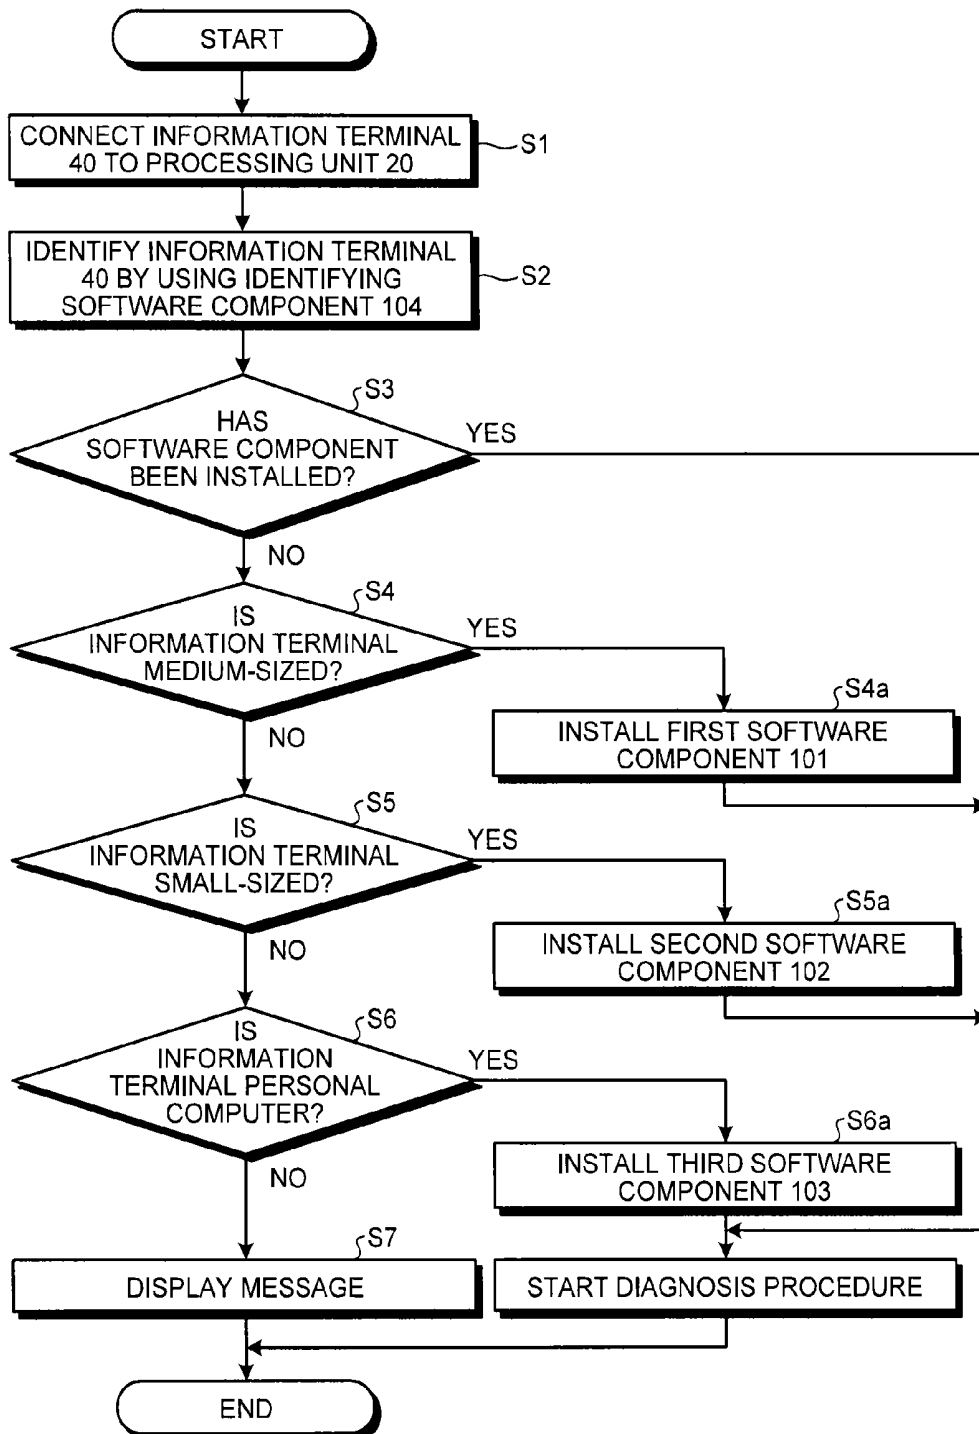 START
CONNECT INFORMATION TERMINAL
40 TO PROCESSING UNIT 20
S1
IDENTIFY INFORMATION TERMINAL
40 BY USING IDENTIFYING
SOFTWARE COMPONENT 104
S2
S3
HAS
SOFTWARE COMPONENT
BEEN INSTALLED?
YES
NO
S4
IS
INFORMATION TERMINAL
MEDIUM-SIZED?
YES
S4a
INSTALL FIRST SOFTWARE
COMPONENT 101
NO
S5
IS
INFORMATION TERMINAL
SMALL-SIZED?
YES
S5a
INSTALL SECOND SOFTWARE
COMPONENT 102
NO
S6
IS
INFORMATION
TERMINAL PERSONAL
COMPUTER?
YES
S6a
INSTALL THIRD SOFTWARE
COMPONENT 103
NO
S7
DISPLAY MESSAGE
START DIAGNOSIS PROCEDURE
END